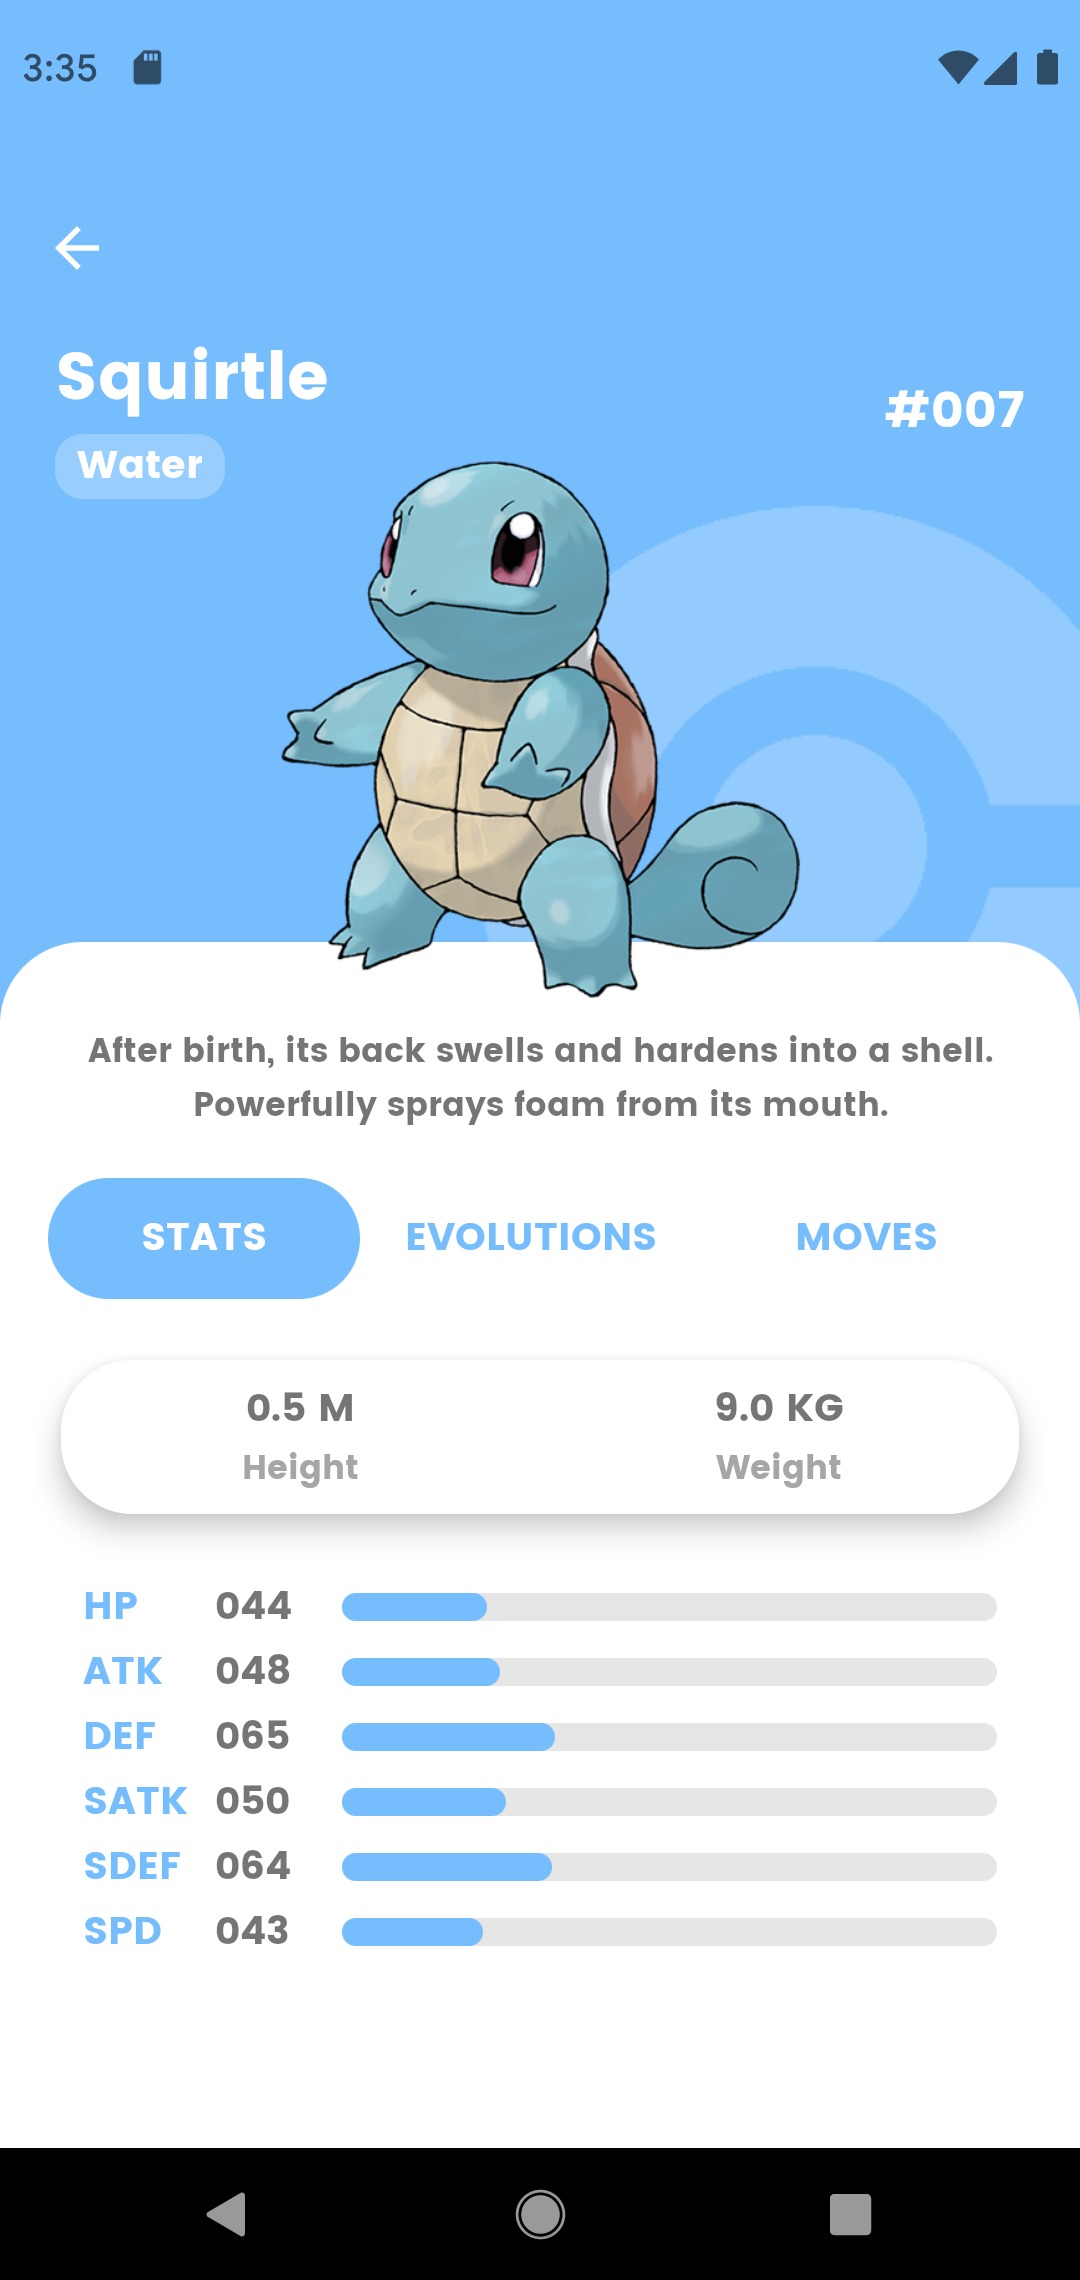 3:35
Squirtle
#007
Water
After birth, its back swells and hardens into a shell.
Powerfully sprays foam from its mouth.
STATS EVOLUTIONS MOVES
0.5 M 9.0 KG
Height Weight
HP 044
ATK 048
DEF 065
SATK 050
SDEF 064
SPD 043